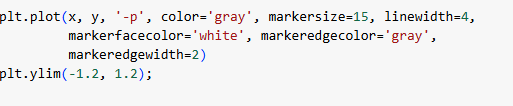 plt.plot(x, y, '-p', color='gray', markersize=15, linewidth=4,
         markerfacecolor='white', markeredgecolor='gray',
         markeredgewidth=2)
plt.ylim(-1.2, 1.2);